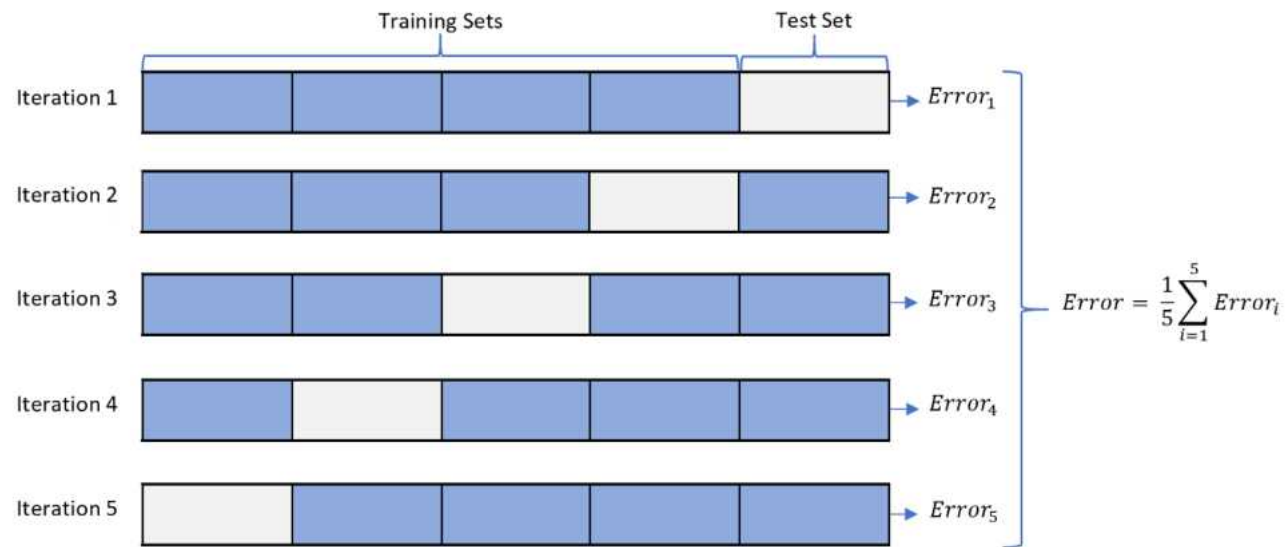 Training Sets Test Set
Iteration 1 Error₁
Iteration 2 Error₂
Iteration 3 Error₃
Error = 1/5 ∑_{i=1}^{5} Errorᵢ
Iteration 4 Error₄
Iteration 5 Error₅